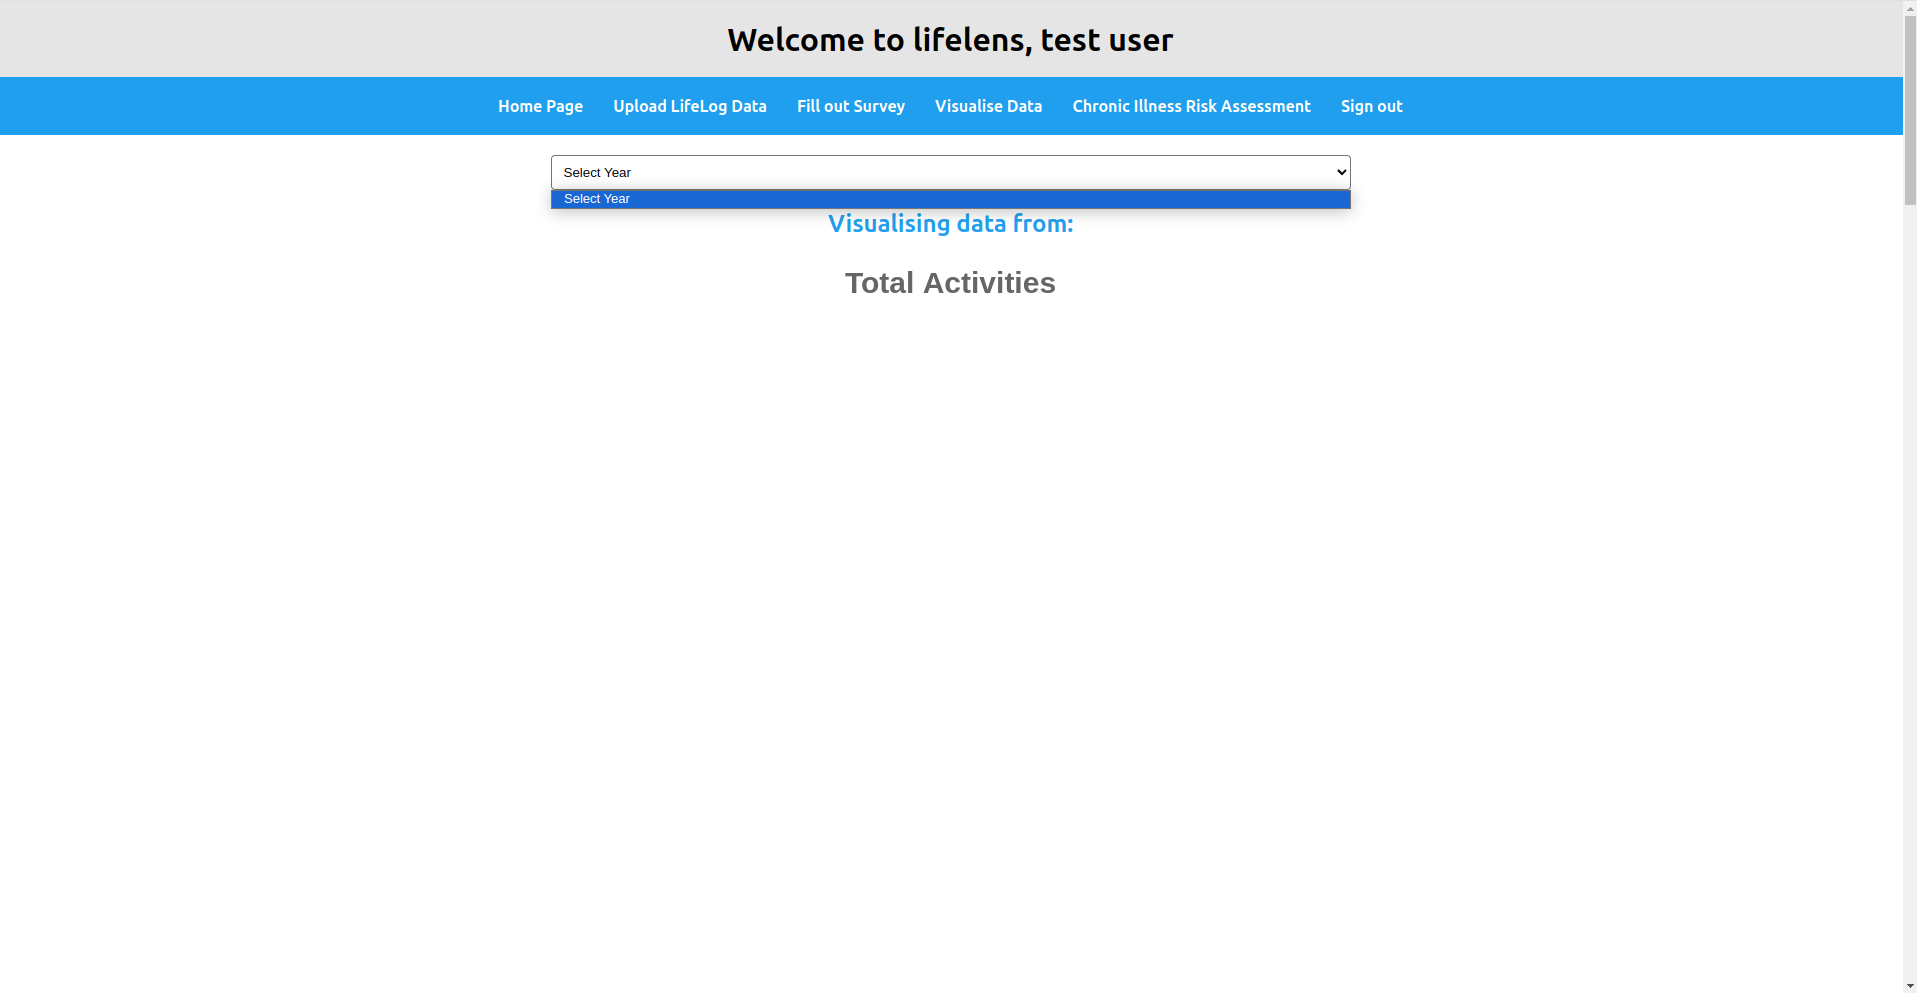 Welcome to lifelens, test user
Home Page Upload LifeLog Data Fill out Survey Visualise Data Chronic Illness Risk Assessment Sign out
Select Year
Select Year
Visualising data from:
Total Activities